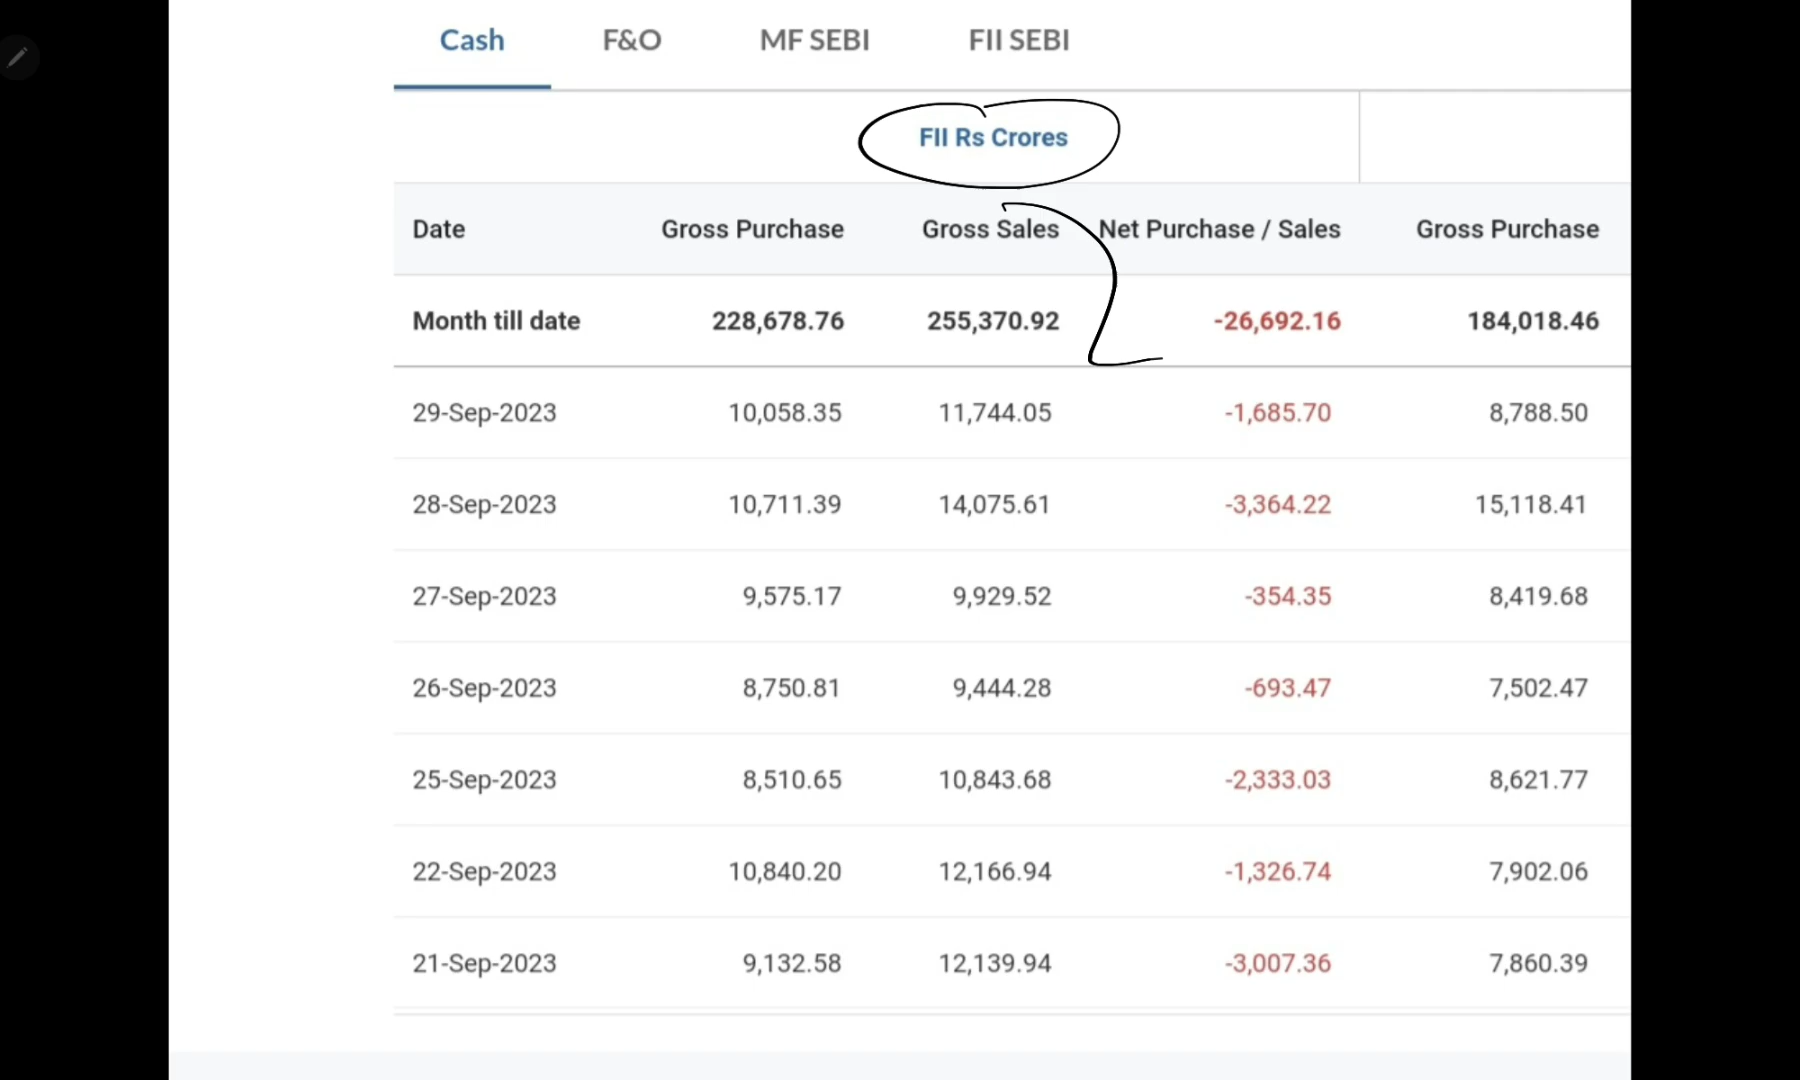 Cash F&O MF SEBI FII SEBI
FII Rs Crores
Date Gross Purchase Gross Sales Net Purchase / Sales Gross Purchase
Month till date 228,678.76 255,370.92 -26,692.16 184,018.46
29-Sep-2023 10,058.35 11,744.05 -1,685.70 8,788.50
28-Sep-2023 10,711.39 14,075.61 -3,364.22 15,118.41
27-Sep-2023 9,575.17 9,929.52 -354.35 8,419.68
26-Sep-2023 8,750.81 9,444.28 -693.47 7,502.47
25-Sep-2023 8,510.65 10,843.68 -2,333.03 8,621.77
22-Sep-2023 10,840.20 12,166.94 -1,326.74 7,902.06
21-Sep-2023 9,132.58 12,139.94 -3,007.36 7,860.39